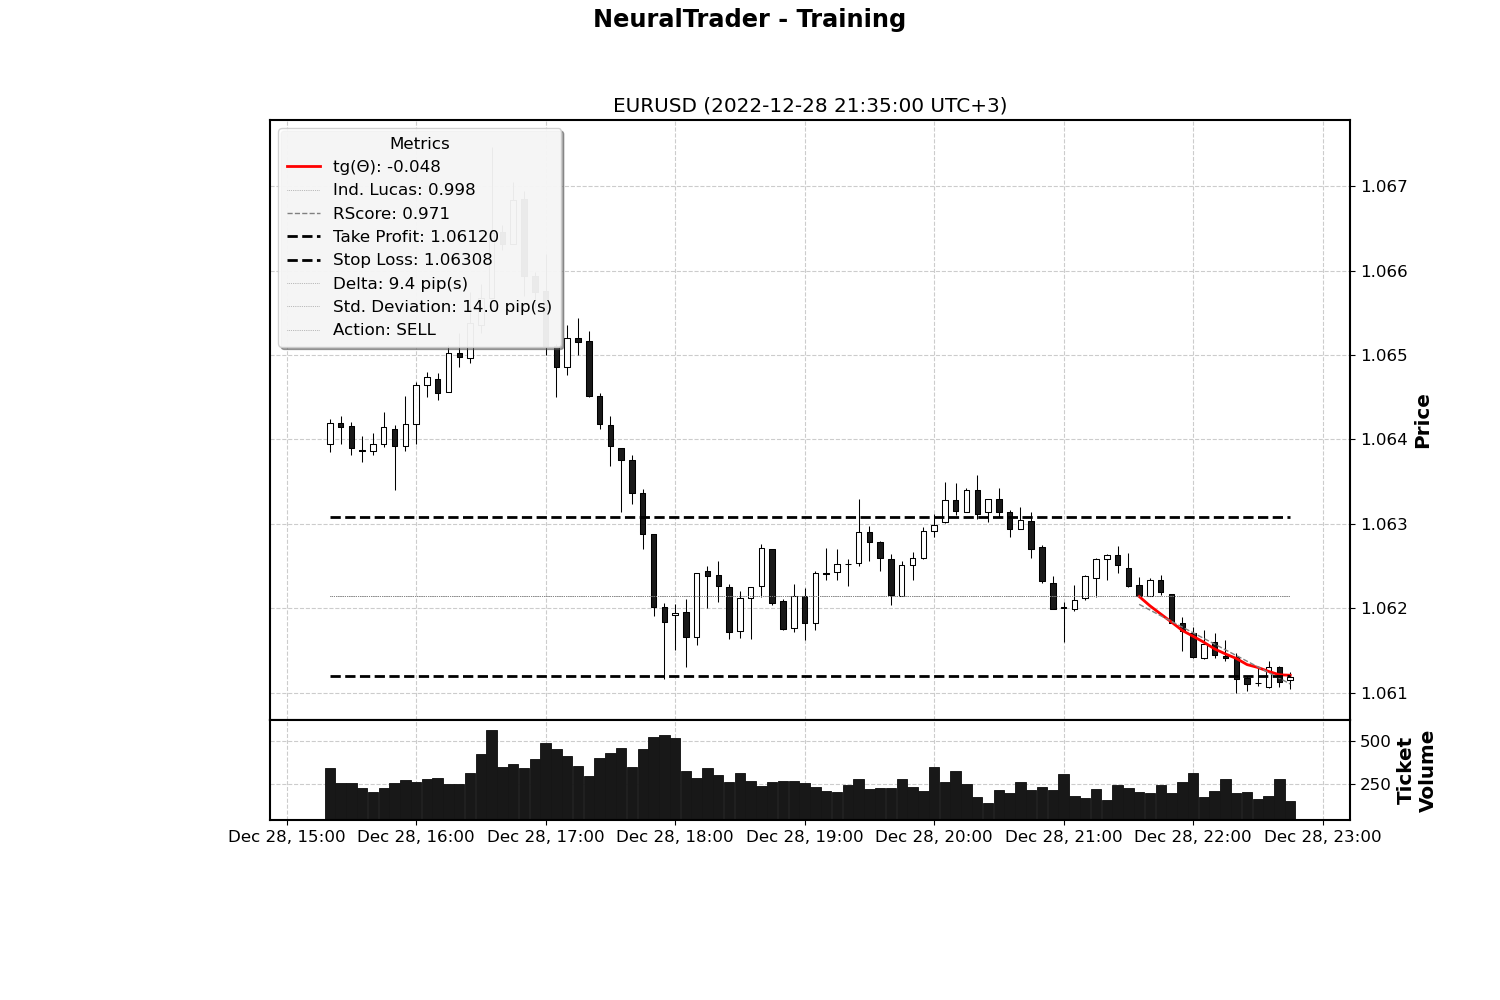 NeuralTrader - Training
EURUSD (2022-12-28 21:35:00 UTC+3)
Metrics
tg(Θ): -0.048
Ind. Lucas: 0.998
RScore: 0.971
Take Profit: 1.06120
Stop Loss: 1.06308
Delta: 9.4 pip(s)
Std. Deviation: 14.0 pip(s)
Action: SELL
1.067
1.066
1.065
1.064
1.063
1.062
1.061
Price
500
250
Ticket
Volume
Dec 28, 15:00
Dec 28, 16:00
Dec 28, 17:00
Dec 28, 18:00
Dec 28, 19:00
Dec 28, 20:00
Dec 28, 21:00
Dec 28, 22:00
Dec 28, 23:00